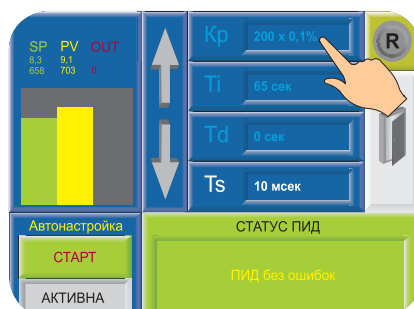 SP PV OUT
8,3 9,1
658 703 0
Kp 200 x 0,1%
Ti 65 сек
Td 0 сек
Ts 10 мсек
R
Автонастройка
СТАРТ
АКТИВНА
СТАТУС ПИД
ПИД без ошибок